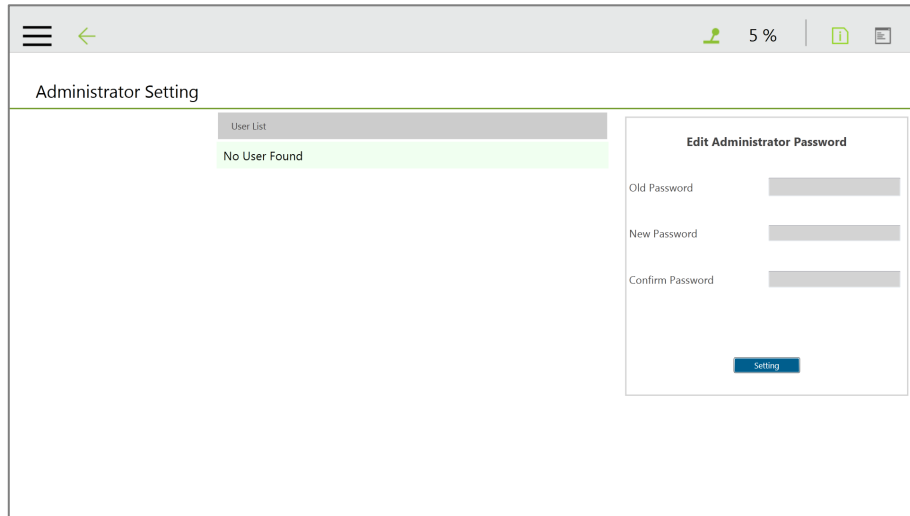 5 %
Administrator Setting
User List
No User Found
Edit Administrator Password
Old Password
New Password
Confirm Password
Setting